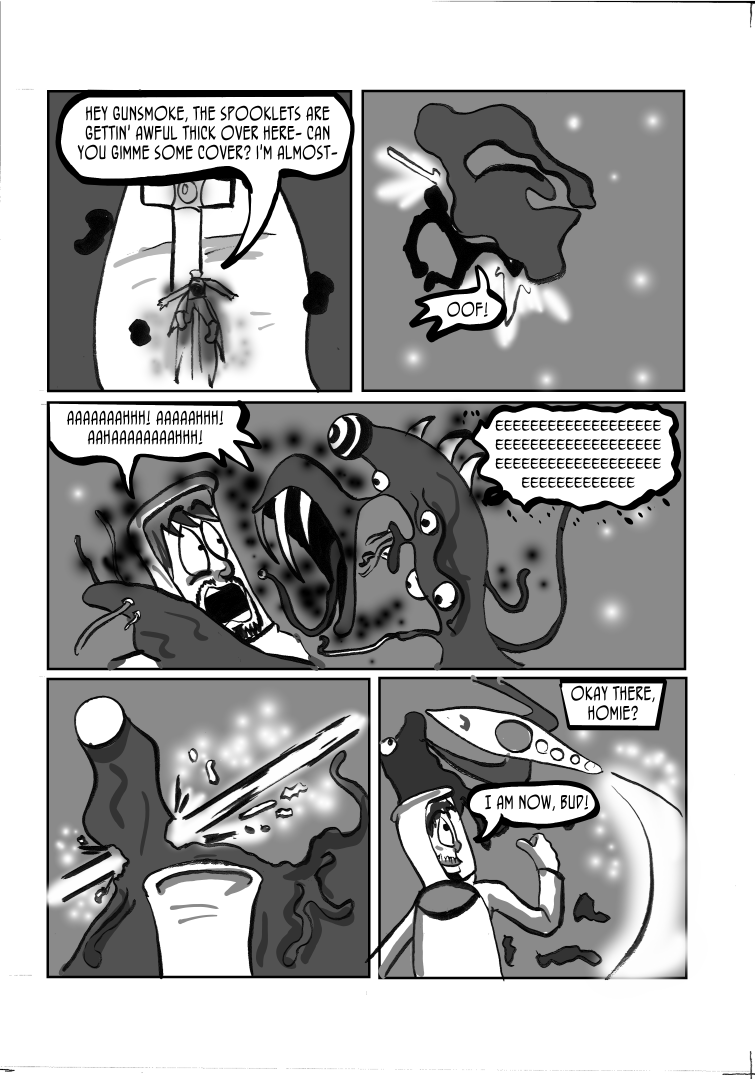 HEY GUNSMOKE, THE SPOOKLETS ARE
GETTIN' AWFUL THICK OVER HERE- CAN
YOU GIMME SOME COVER? I'M ALMOST-
OOF!
AAAAAAAHHH! AAAAAHHH!
AAHAAAAAAAAAHHH!
EEEEEEEEEEEEEEEEEEE
EEEEEEEEEEEEEEEEEEE
EEEEEEEEEEEEEEEEEEE
EEEEEEEEEEEEE
OKAY THERE,
HOMIE?
I AM NOW, BUD!